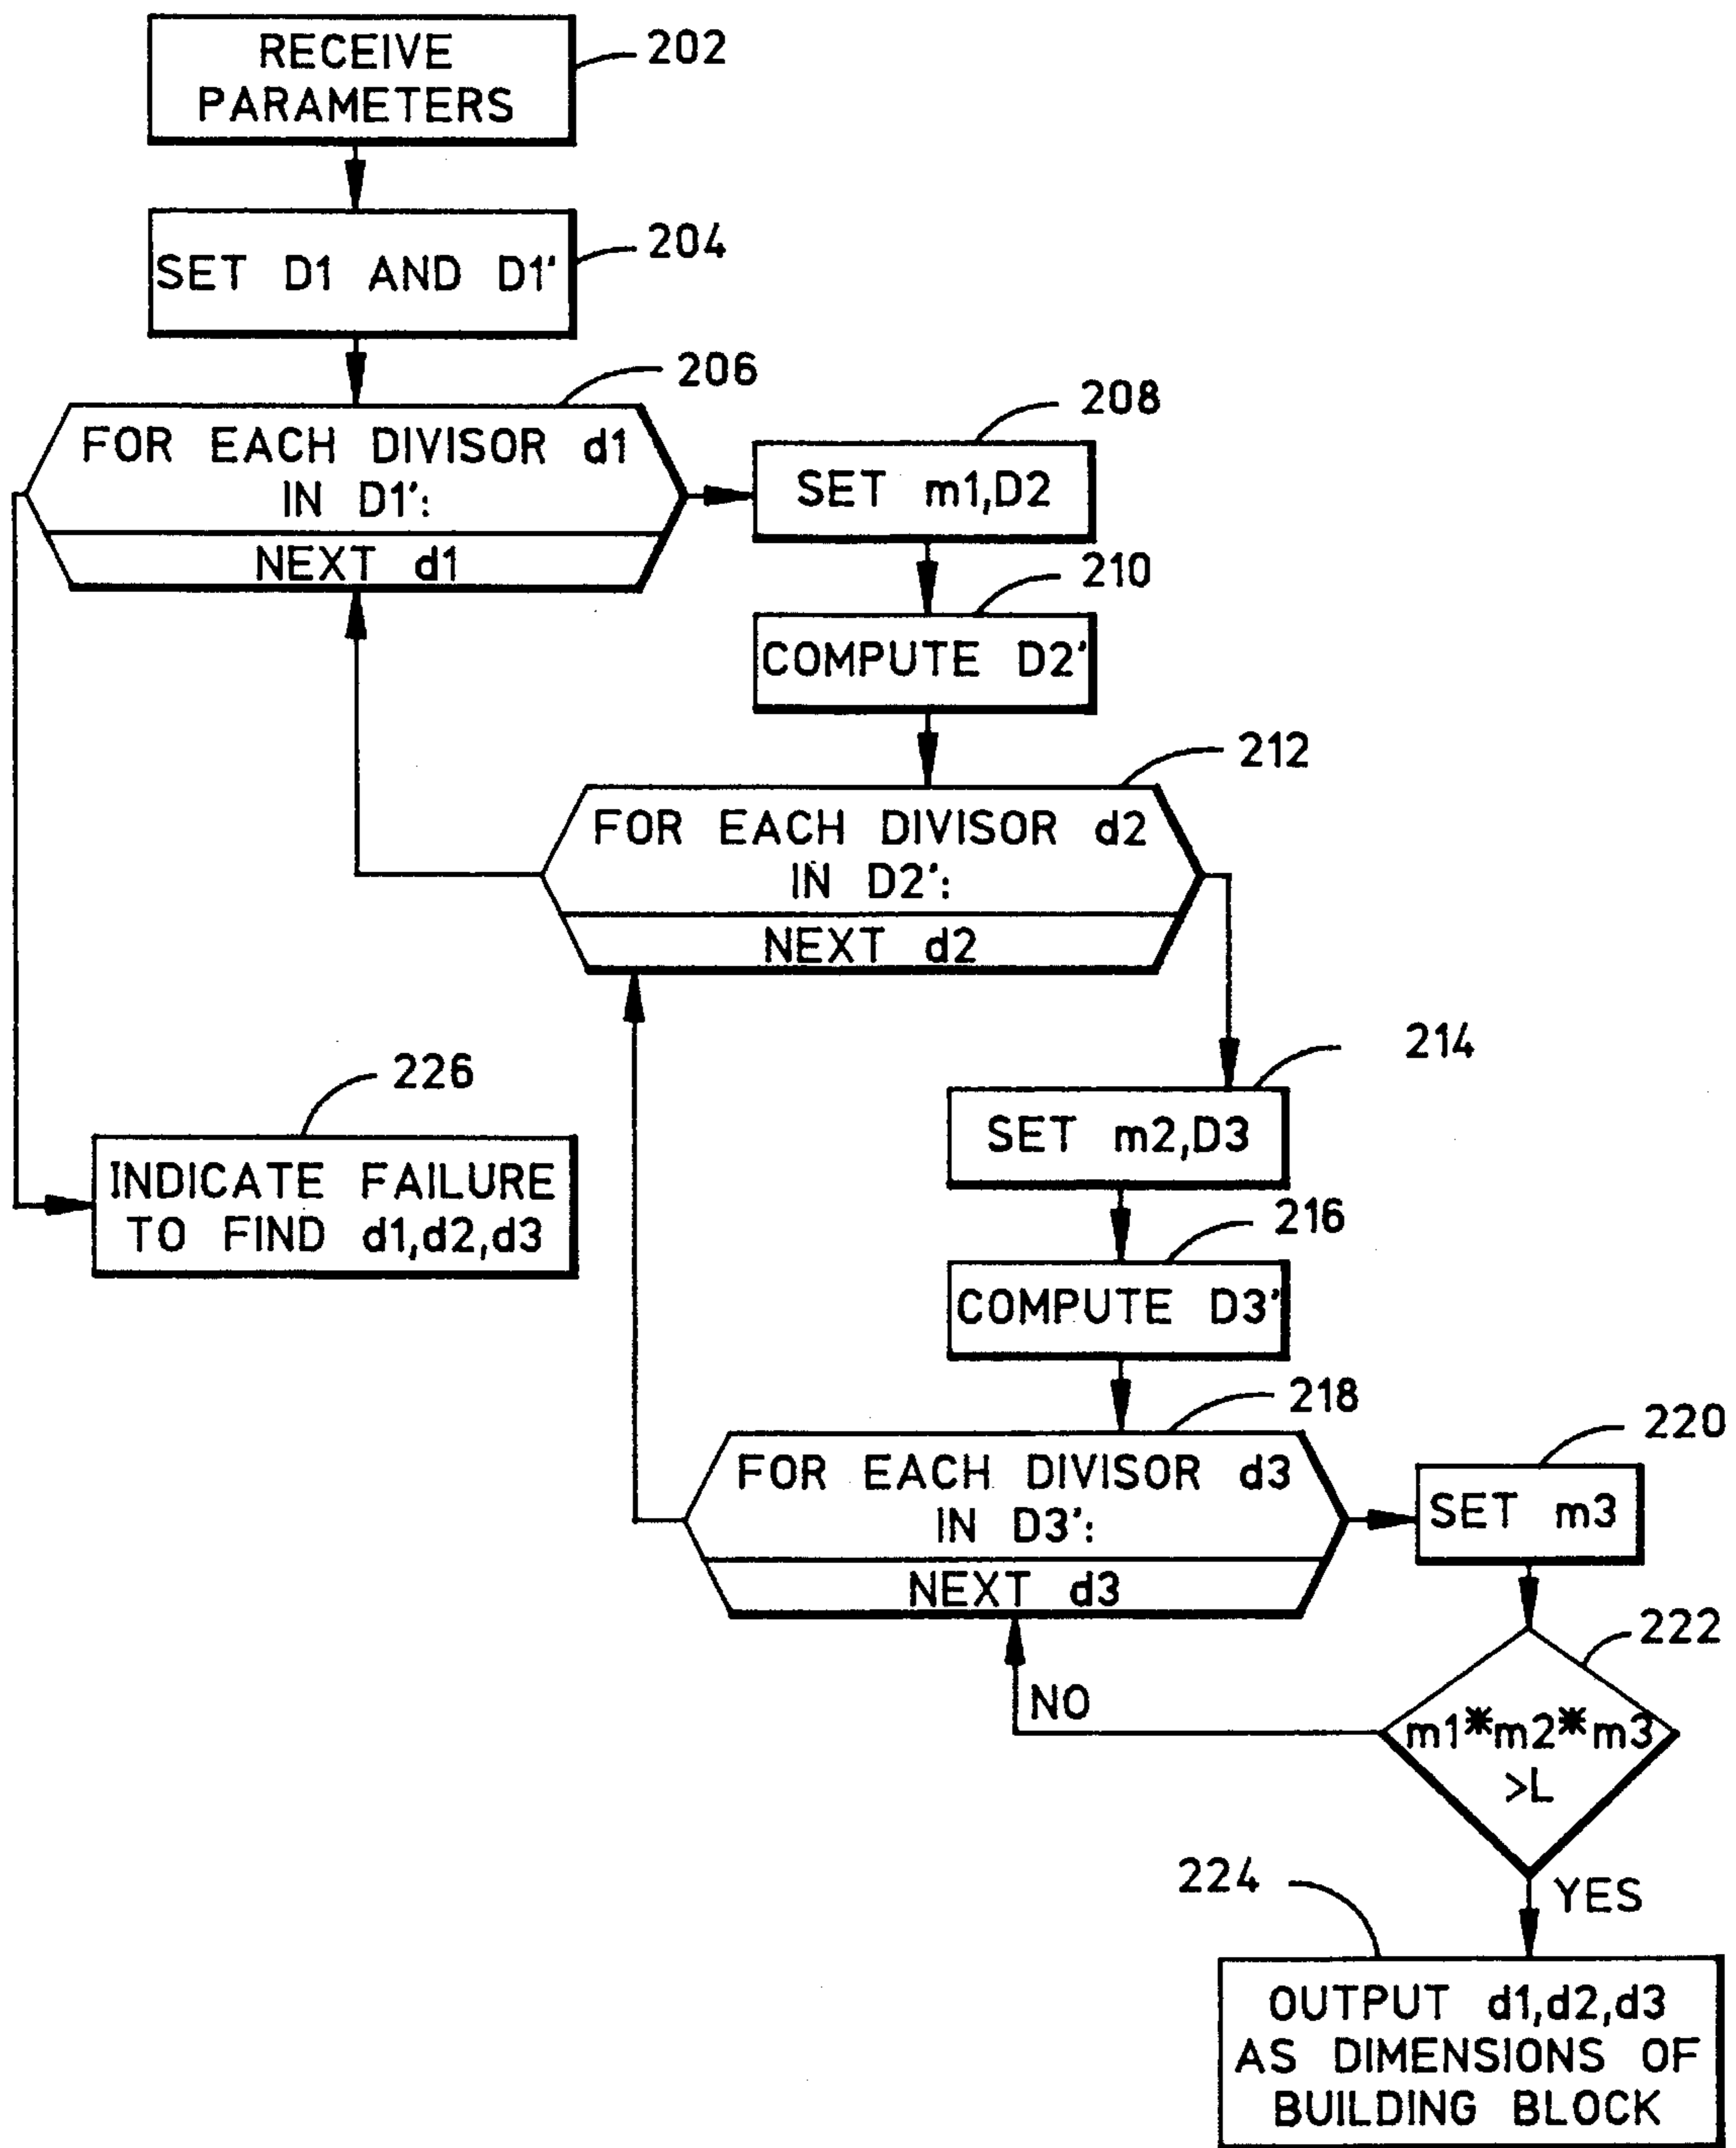 RECEIVE
PARAMETERS
202
SET D1 AND D1'
204
206
FOR EACH DIVISOR d1
IN D1':
NEXT d1
208
SET m1,D2
210
COMPUTE D2'
212
FOR EACH DIVISOR d2
IN D2':
NEXT d2
214
SET m2,D3
226
INDICATE FAILURE
TO FIND d1,d2,d3
216
COMPUTE D3'
218
FOR EACH DIVISOR d3
IN D3':
NEXT d3
220
SET m3
222
m1*m2*m3
>L
NO
YES
224
OUTPUT d1,d2,d3
AS DIMENSIONS OF
BUILDING BLOCK